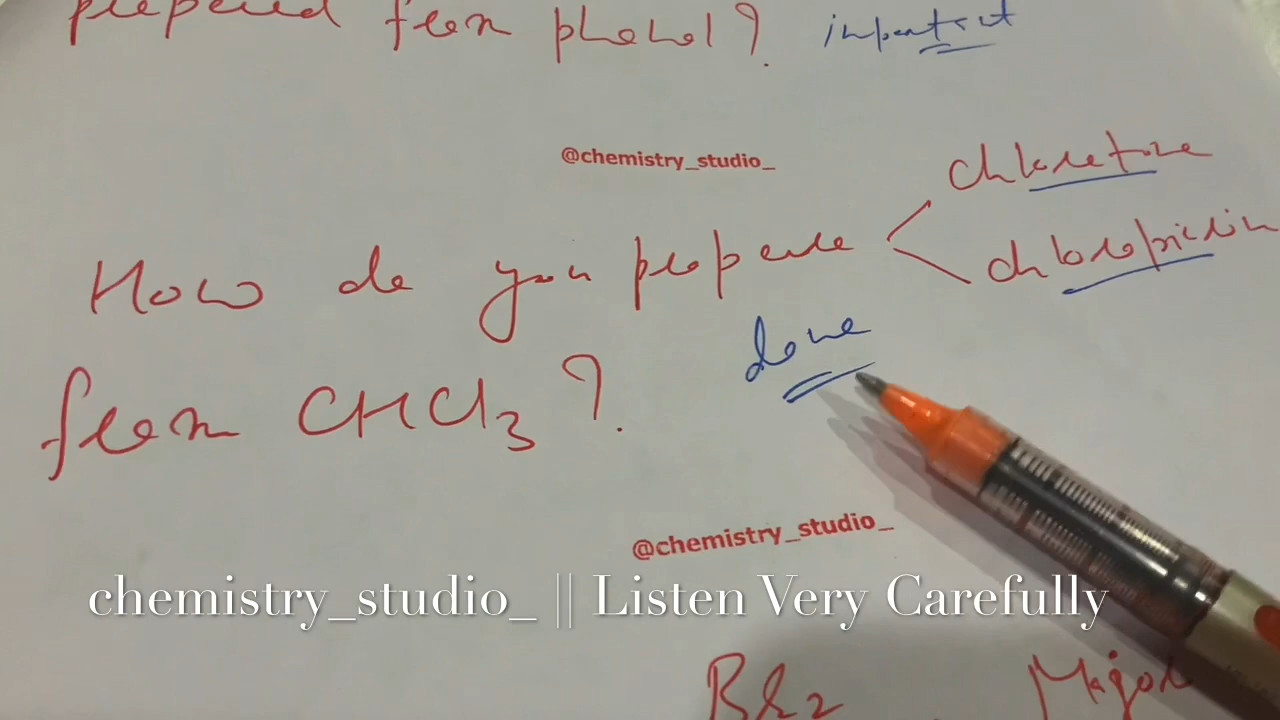 prepared from phenol? important
@chemistry_studio_
chloretone
How do you prepare
chloropicrin
done
from CHCl3?
@chemistry_studio_
chemistry_studio_ || Listen Very Carefully
Br2 Major